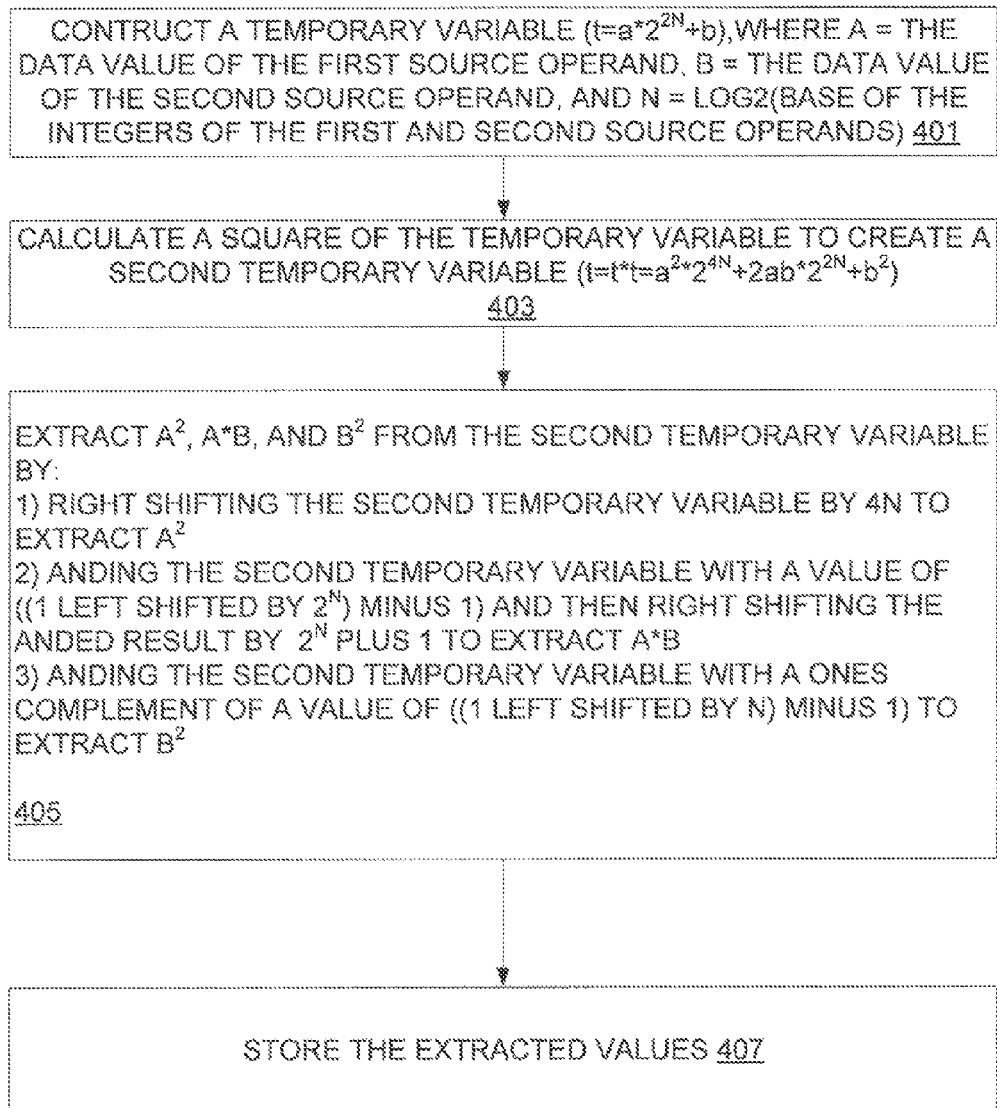 CONTRUCT A TEMPORARY VARIABLE (t=a*2^2N+b),WHERE A = THE
DATA VALUE OF THE FIRST SOURCE OPERAND, B = THE DATA VALUE
OF THE SECOND SOURCE OPERAND, AND N = LOG2(BASE OF THE
INTEGERS OF THE FIRST AND SECOND SOURCE OPERANDS) 401
CALCULATE A SQUARE OF THE TEMPORARY VARIABLE TO CREATE A
SECOND TEMPORARY VARIABLE (t=t*t=a²*2^4N+2ab*2^2N+b²)
403
EXTRACT A², A*B, AND B² FROM THE SECOND TEMPORARY VARIABLE
BY:
1) RIGHT SHIFTING THE SECOND TEMPORARY VARIABLE BY 4N TO
EXTRACT A²
2) ANDING THE SECOND TEMPORARY VARIABLE WITH A VALUE OF
((1 LEFT SHIFTED BY 2^N) MINUS 1) AND THEN RIGHT SHIFTING THE
ANDED RESULT BY 2^N PLUS 1 TO EXTRACT A*B
3) ANDING THE SECOND TEMPORARY VARIABLE WITH A ONES
COMPLEMENT OF A VALUE OF ((1 LEFT SHIFTED BY N) MINUS 1) TO
EXTRACT B²
405
STORE THE EXTRACTED VALUES 407